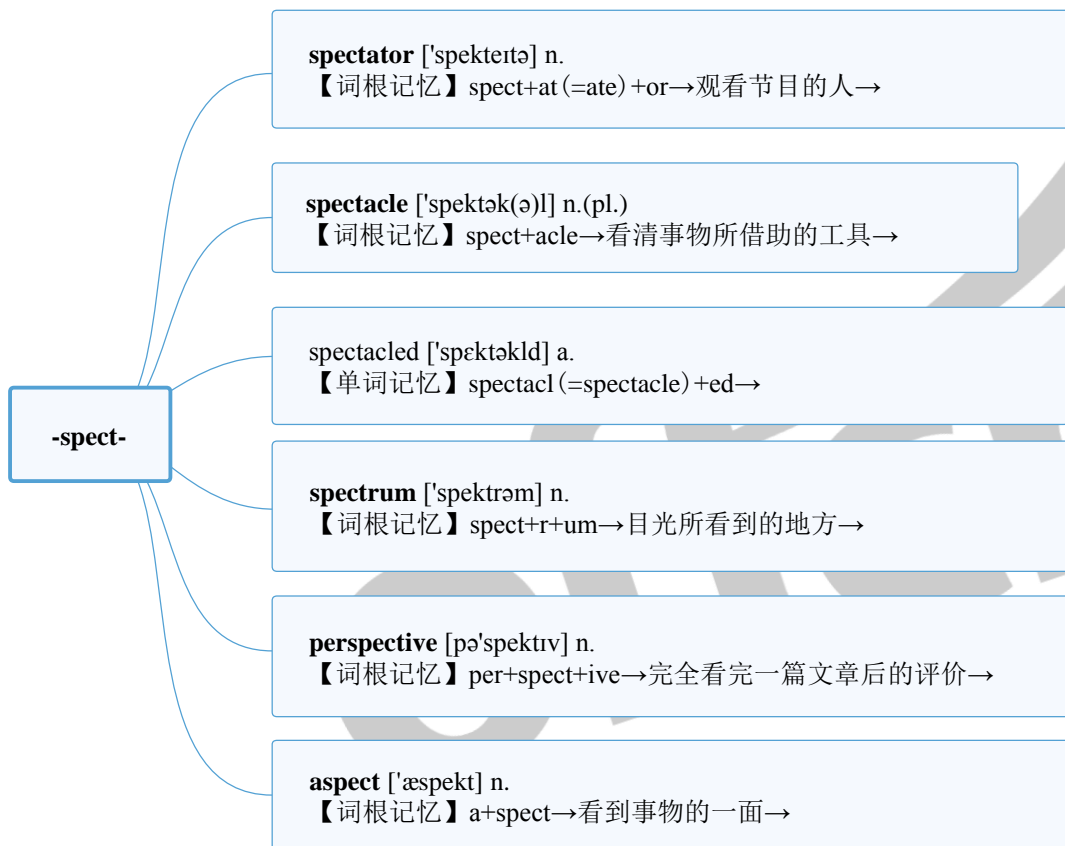 spectator ['spekteɪtə] n.
【词根记忆】spect+at(=ate)+or→观看节目的人→
spectacle ['spektək(ə)l] n.(pl.)
【词根记忆】spect+acle→看清事物所借助的工具→
spectacled ['spɛktəkld] a.
【单词记忆】spectacl(=spectacle)+ed→
-spect-
spectrum ['spektrəm] n.
【词根记忆】spect+r+um→目光所看到的地方→
perspective [pə'spektɪv] n.
【词根记忆】per+spect+ive→完全看完一篇文章后的评价→
aspect ['æspekt] n.
【词根记忆】a+spect→看到事物的一面→